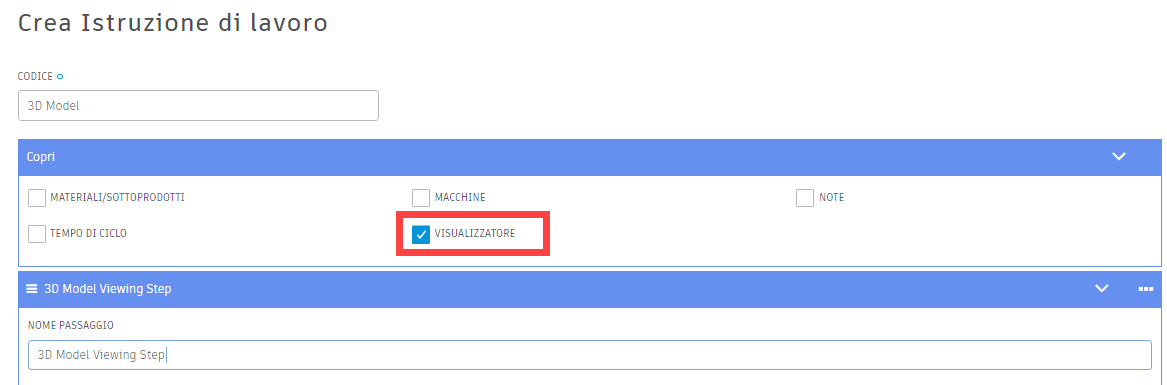 Crea Istruzione di lavoro
CODICE
3D Model
Copri
MATERIALI/SOTTOPRODOTTI MACCHINE NOTE
TEMPO DI CICLO VISUALIZZATORE
3D Model Viewing Step
NOME PASSAGGIO
3D Model Viewing Step